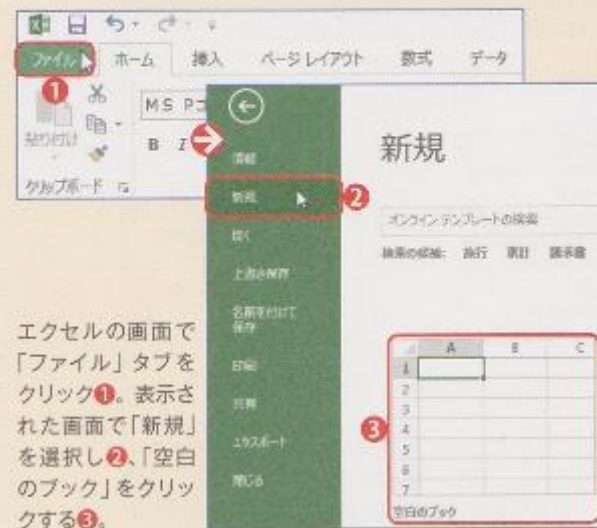 ファイル ホーム 挿入 ページ レイアウト 数式 データ
❶
MS Pゴ
貼り付け
B I
クリップボード
新規
情報
新規 ❷
開く
上書き保存
名前を付けて
保存
印刷
共有
エクスポート
閉じる
オンライン テンプレートの検索
検索の候補: 旅行 家計 請求書
A B C
1
2
3
4
5
6
7
❸
空白のブック
エクセルの画面で
「ファイル」タブを
クリック❶。表示さ
れた画面で「新規」
を選択し❷、「空白
のブック」をクリッ
クする❸。